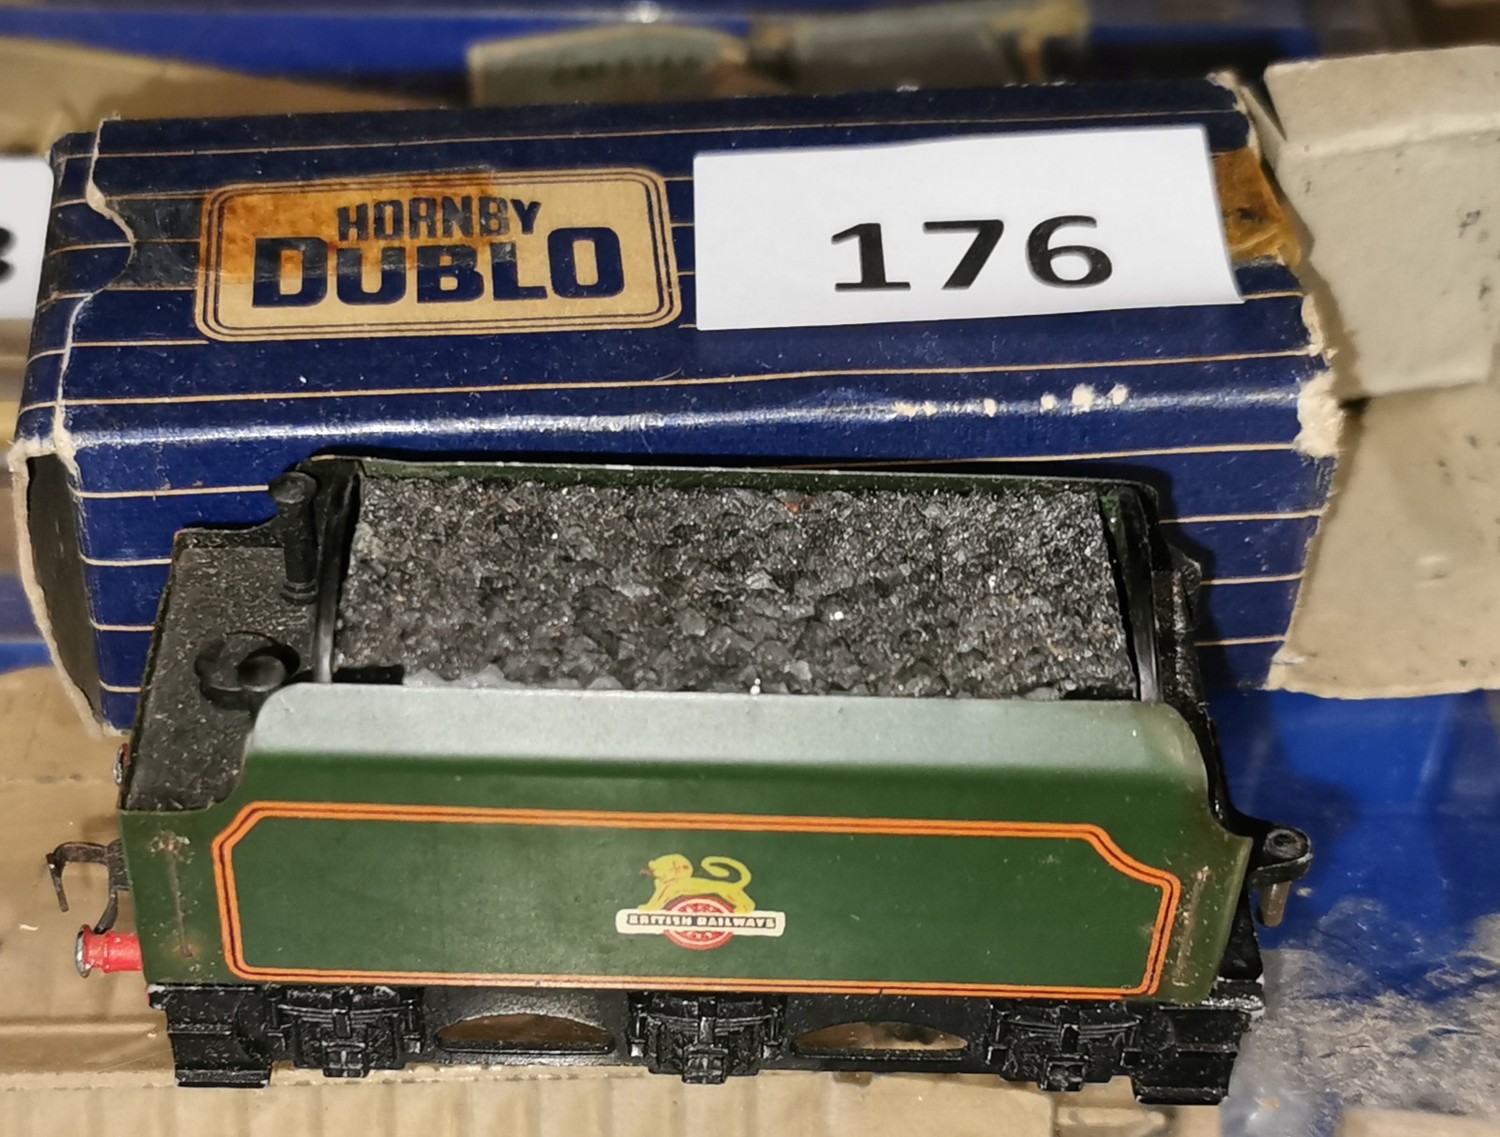 HORNBY
DUBLO
176
BRITISH RAILWAYS